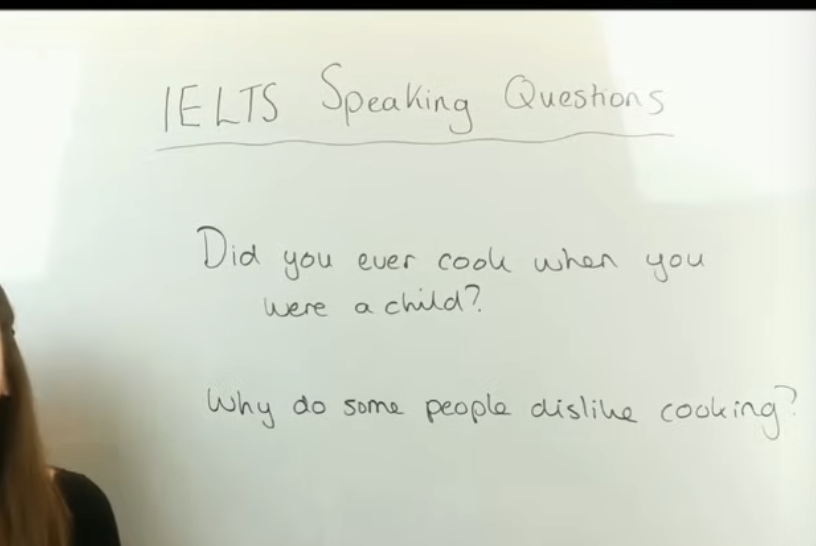 IELTS Speaking Questions
Did you ever cook when you
were a child?
Why do some people dislike cooking?